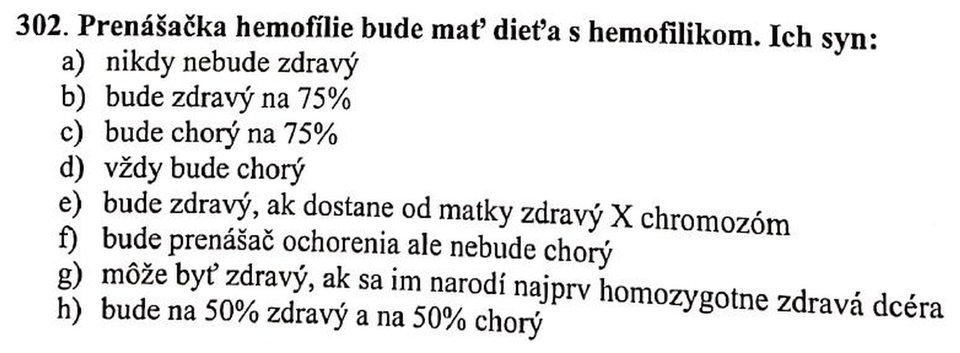 302. Prenášačka hemofílie bude mať dieťa s hemofilikom. Ich syn:
a) nikdy nebude zdravý
b) bude zdravý na 75%
c) bude chorý na 75%
d) vždy bude chorý
e) bude zdravý, ak dostane od matky zdravý X chromozóm
f) bude prenášač ochorenia ale nebude chorý
g) môže byť zdravý, ak sa im narodí najprv homozygotne zdravá dcéra
h) bude na 50% zdravý a na 50% chorý